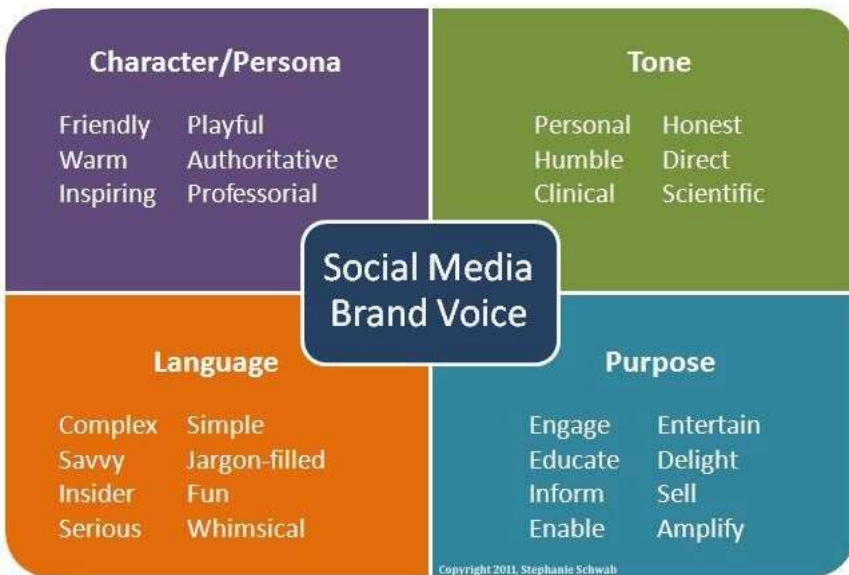 Character/Persona
Friendly Playful
Warm Authoritative
Inspiring Professorial
Tone
Personal Honest
Humble Direct
Clinical Scientific
Social Media
Brand Voice
Language
Complex Simple
Savvy Jargon-filled
Insider Fun
Serious Whimsical
Purpose
Engage Entertain
Educate Delight
Inform Sell
Enable Amplify
Copyright 2011, Stephanie Schwab